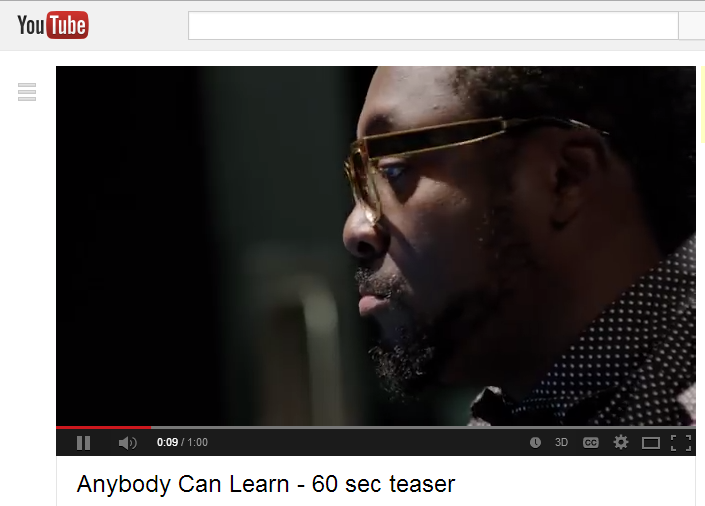 YouTube
0:09 / 1:00
3D
CC
Anybody Can Learn - 60 sec teaser